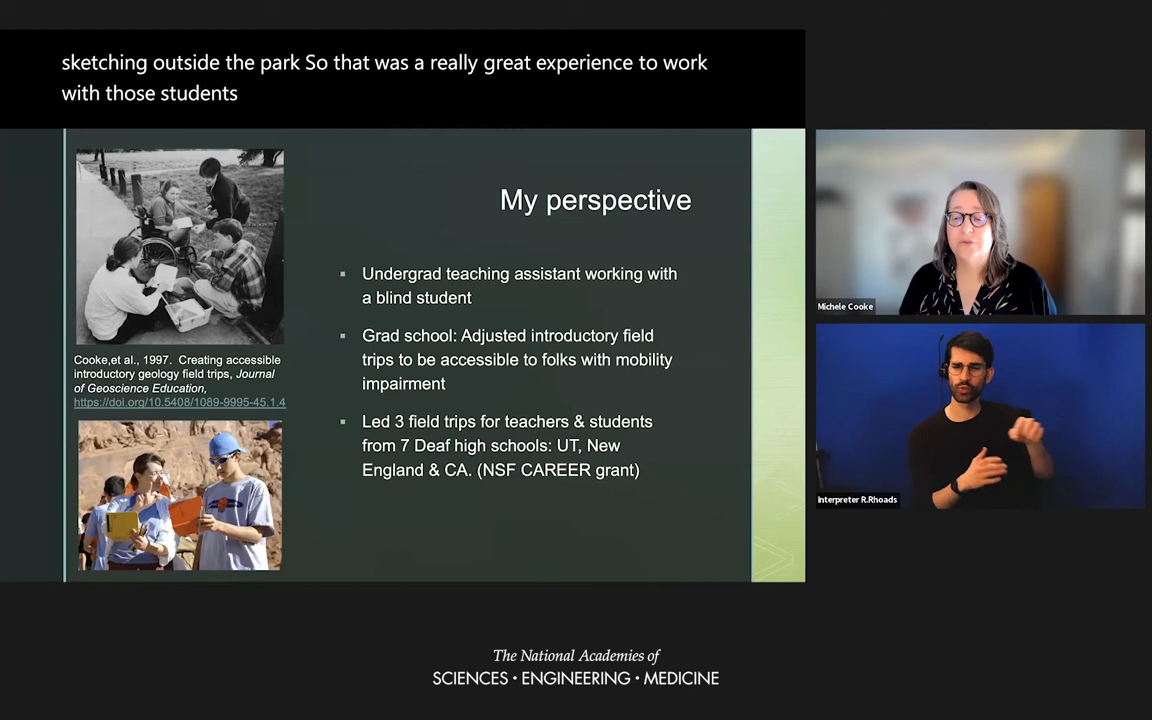 sketching outside the park So that was a really great experience to work
with those students
My perspective
▪ Undergrad teaching assistant working with
a blind student
▪ Grad school: Adjusted introductory field
trips to be accessible to folks with mobility
impairment
▪ Led 3 field trips for teachers & students
from 7 Deaf high schools: UT, New
England & CA. (NSF CAREER grant)
Cooke,et al., 1997. Creating accessible
introductory geology field trips, Journal
of Geoscience Education,
https://doi.org/10.5408/1089-9995-45.1.4
Michele Cooke
Interpreter R.Rhoads
The National Academies of
SCIENCES • ENGINEERING • MEDICINE